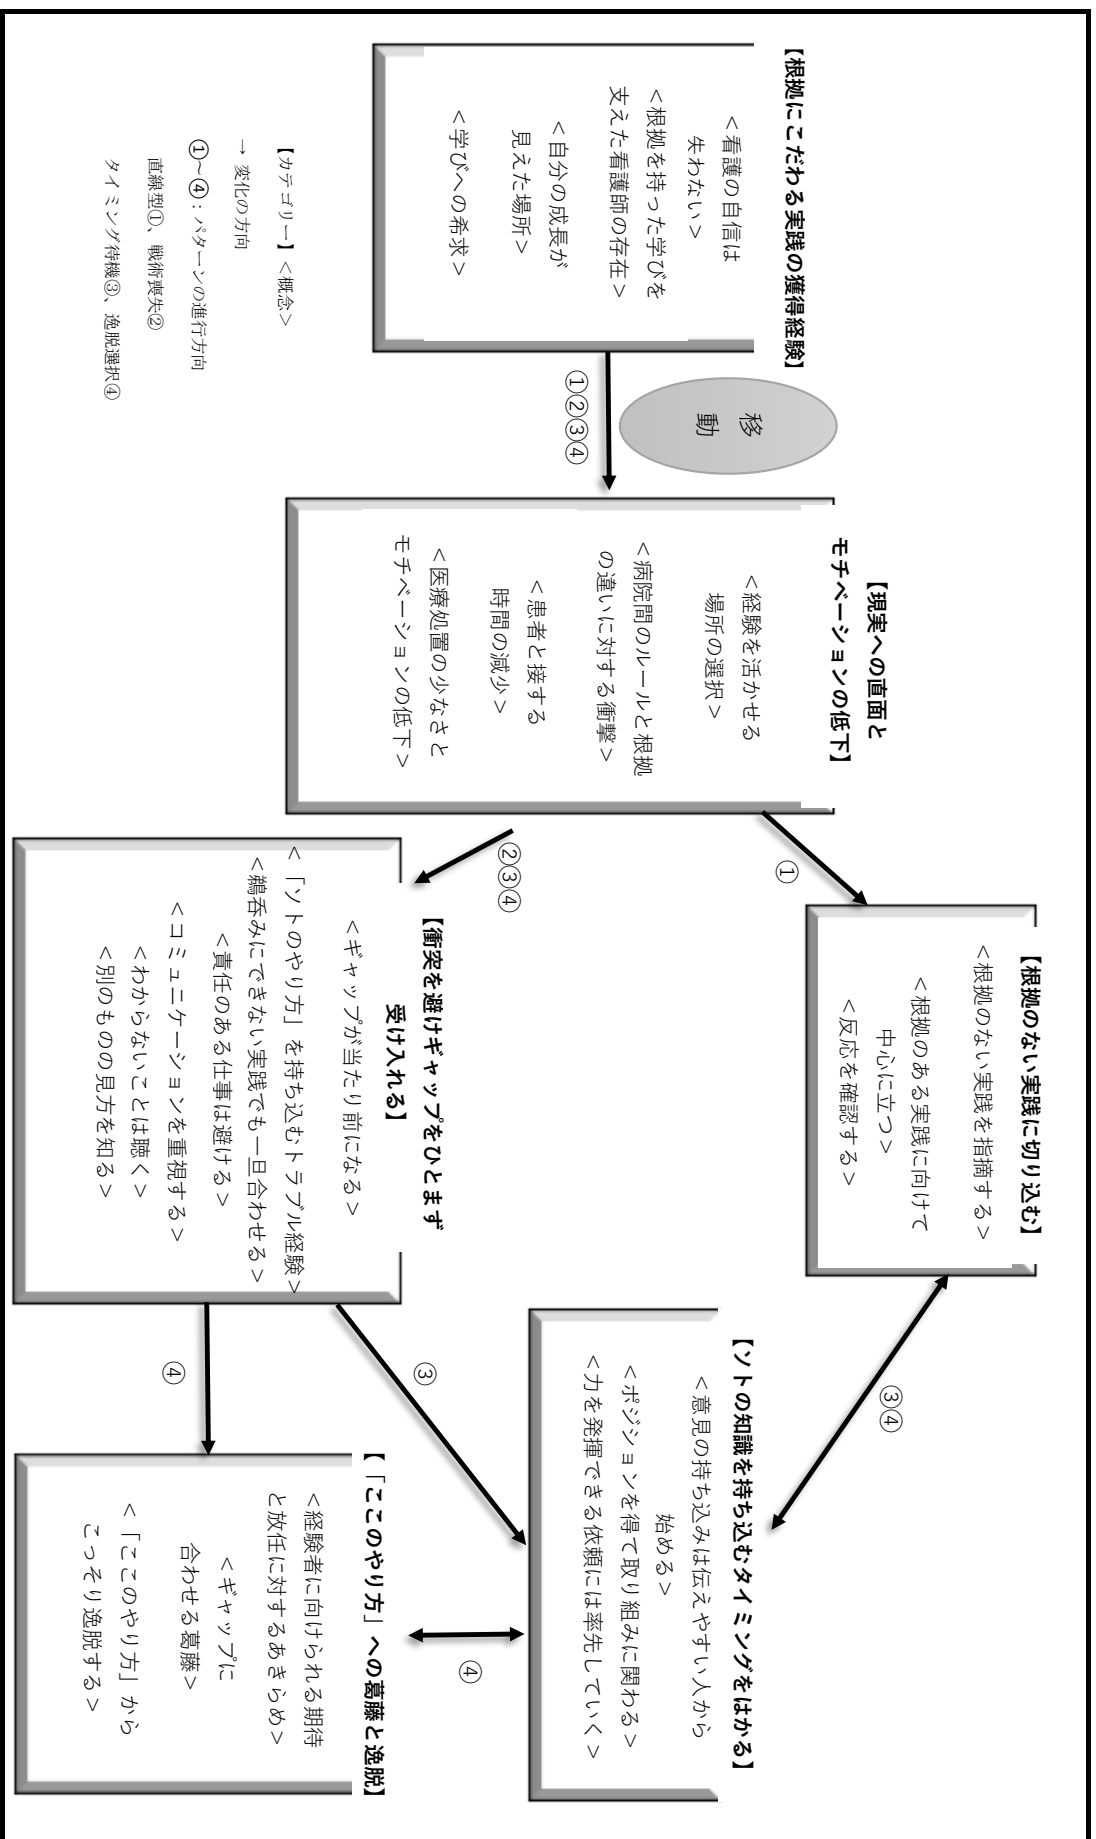 【根拠にこだわる実践の獲得経験】
＜看護の自信は
失わない＞
＜根拠を持った学びを
支えた看護師の存在＞
＜自分の成長が
見えた場所＞
＜学びへの希求＞
移
動
①②③④
【現実への直面と
モチベーションの低下】
＜経験を活かせる
場所の選択＞
＜病院間のルールと根拠
の違いに対する衝撃＞
＜患者と接する
時間の減少＞
＜医療処置の少なさと
モチベーションの低下＞
①
【根拠のない実践に切り込む】
＜根拠のない実践を指摘する＞
＜根拠のある実践に向けて
中心に立つ＞
＜反応を確認する＞
②③④
【衝突を避けギャップをひとまず
受け入れる】
＜ギャップが当たり前になる＞
＜「ソトのやり方」を持ち込むトラブル経験＞
＜鵜呑みにできない実践でも一旦合わせる＞
＜責任のある仕事は避ける＞
＜コミュニケーションを重視する＞
＜わからないことは聴く＞
＜別のものの見方を知る＞
③④
③
④
【ソトの知識を持ち込むタイミングをはかる】
＜意見の持ち込みは伝えやすい人から
始める＞
＜ポジションを得て取り組みに関わる＞
＜力を発揮できる依頼には率先していく＞
④
【「ここのやり方」への葛藤と逸脱】
＜経験者に向けられる期待
と放任に対するあきらめ＞
＜ギャップに
合わせる葛藤＞
＜「ここのやり方」から
こっそり逸脱する＞
【カテゴリー】＜概念＞
→ 変化の方向
①～④：パターンの進行方向
直線型①、戦術喪失②
タイミング待機③、逸脱選択④